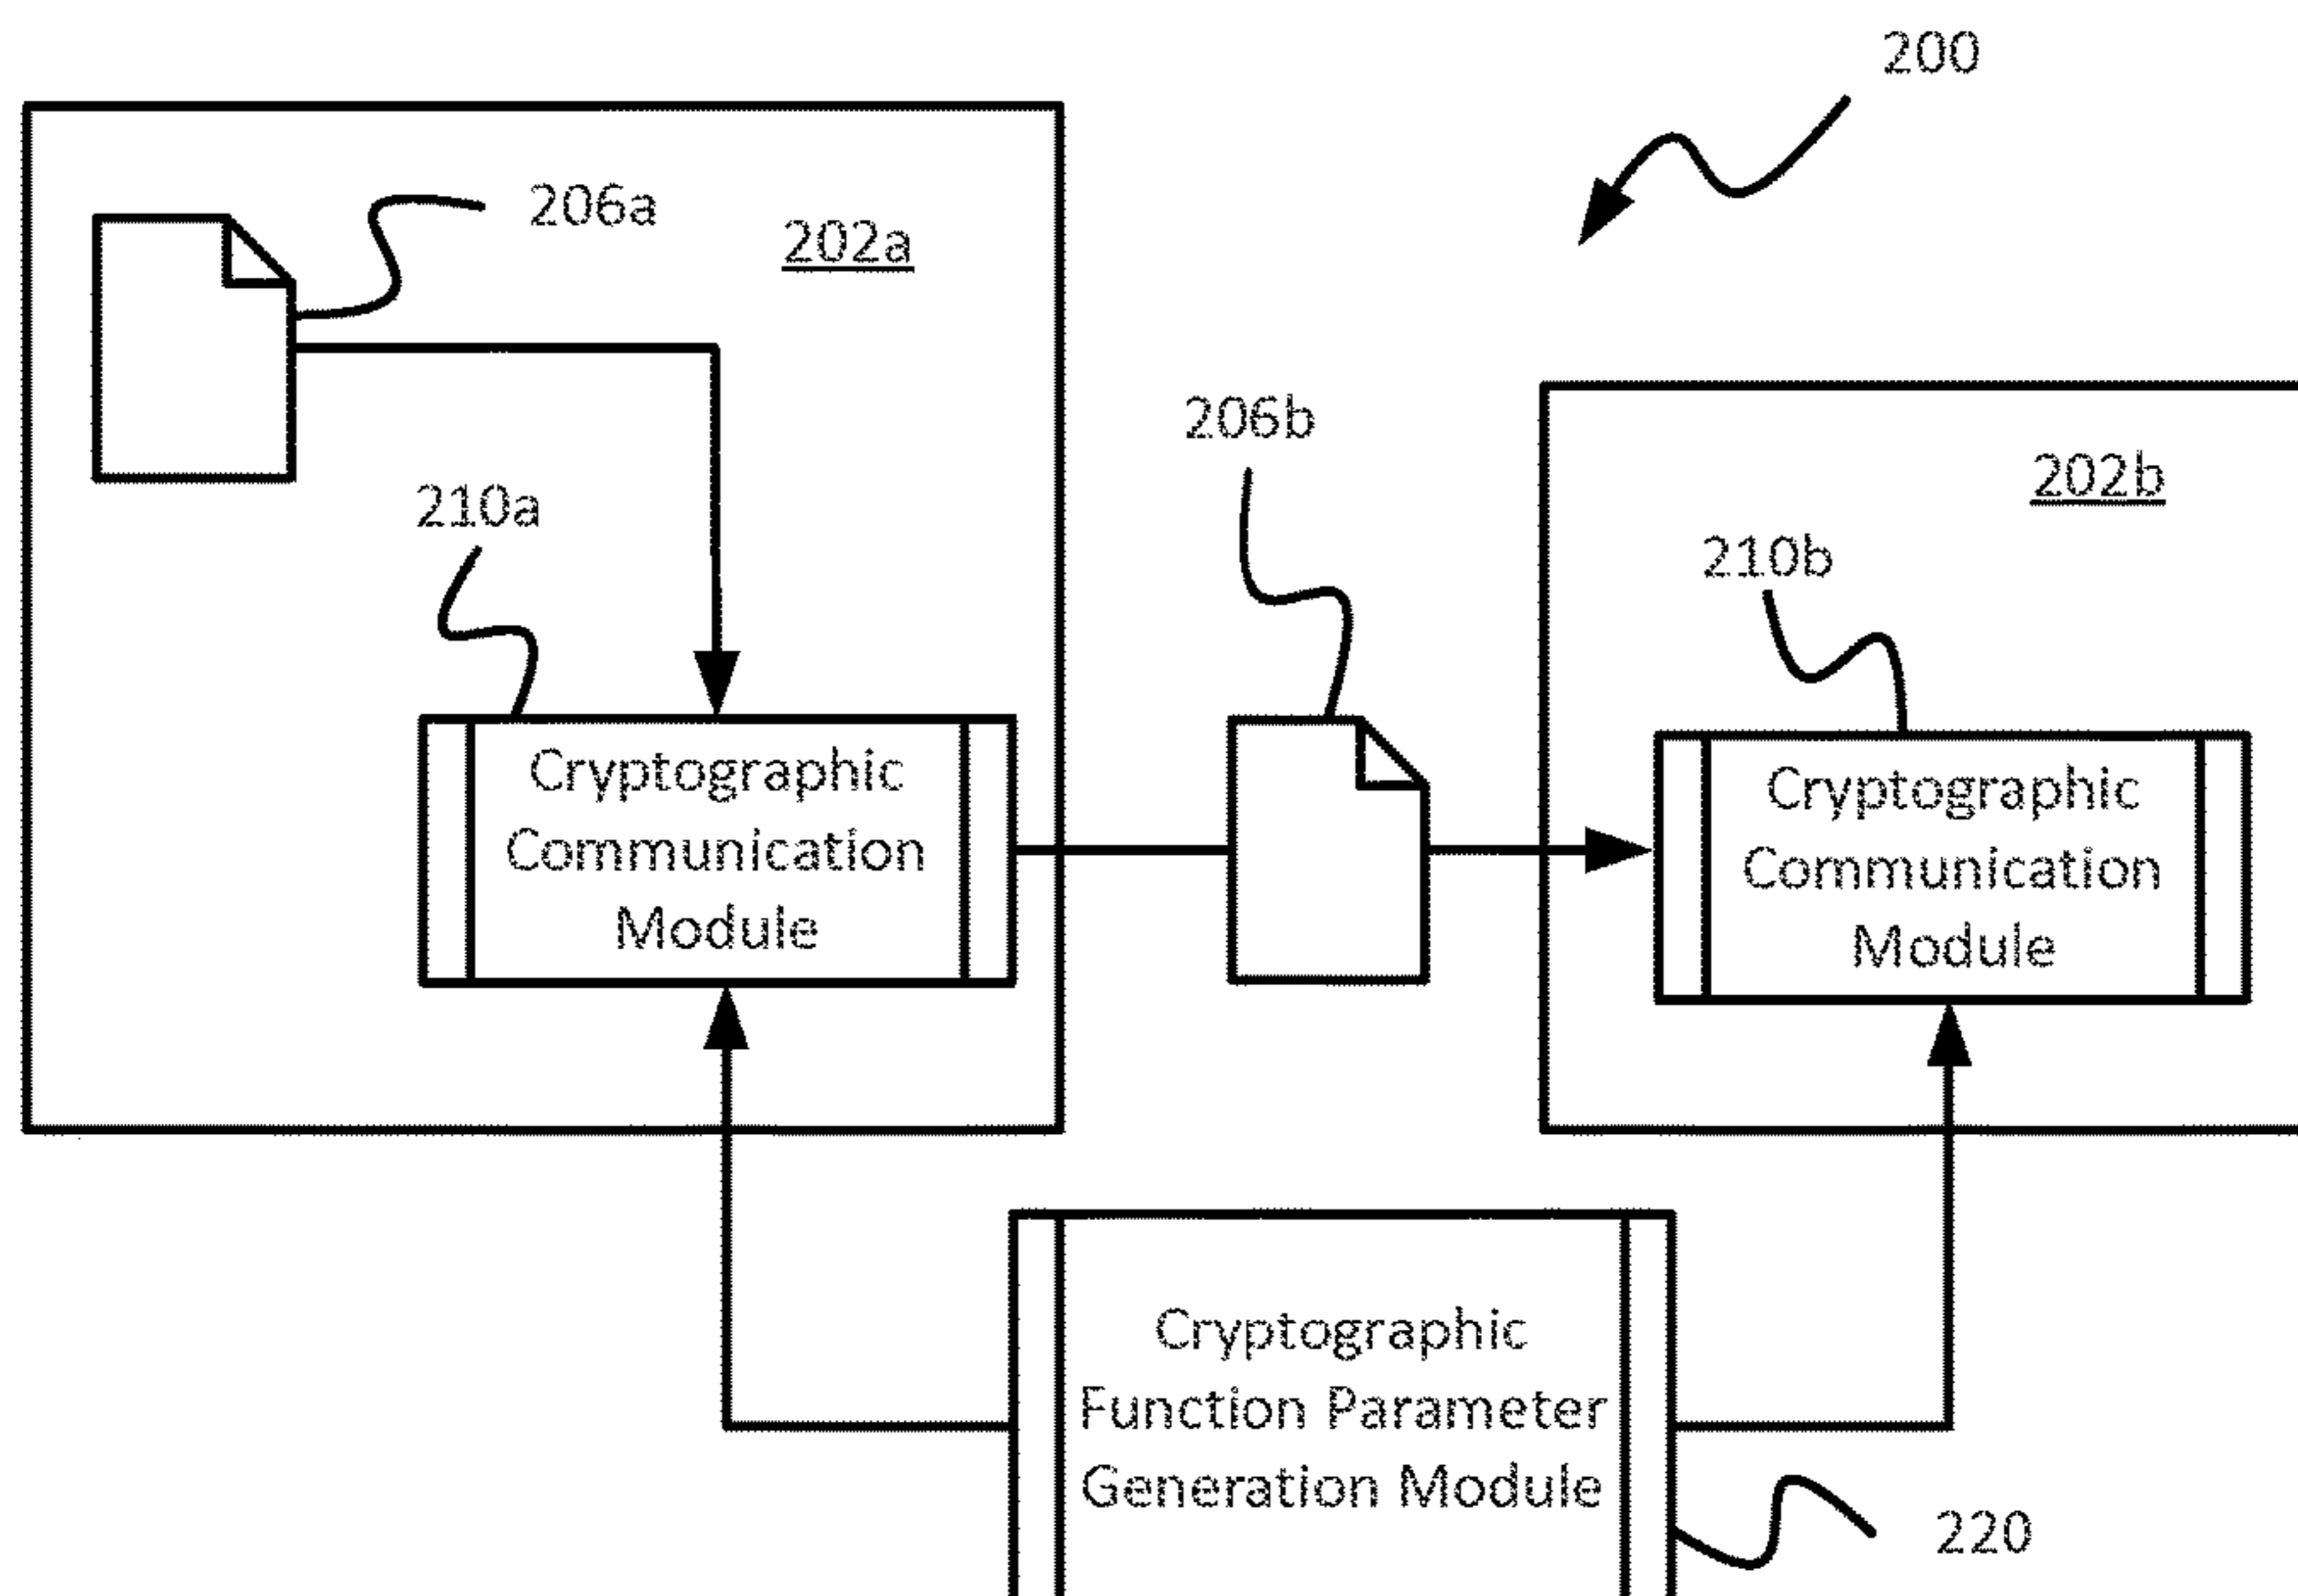 200
206a
202a
206b
202b
210a
210b
Cryptographic
Communication
Module
Cryptographic
Communication
Module
Cryptographic
Function Parameter
Generation Module
220